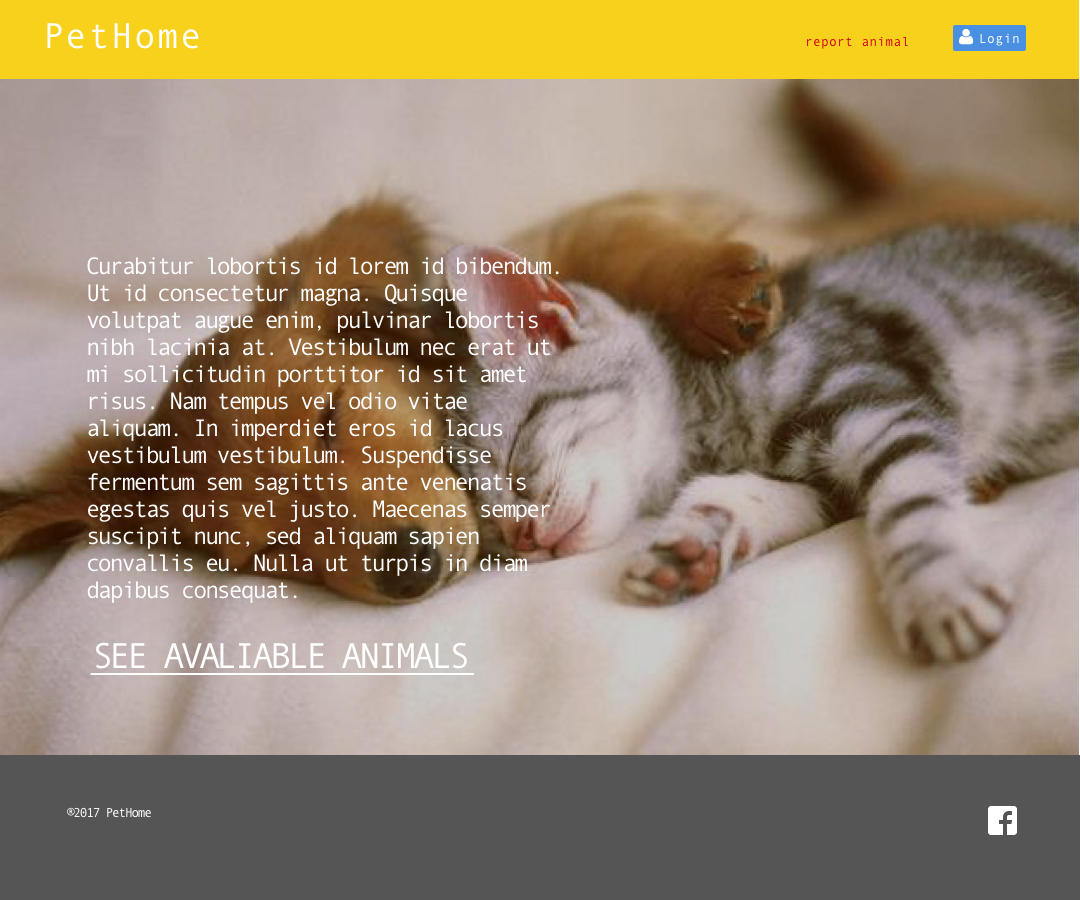 PetHome
report animal
Login
Curabitur lobortis id lorem id bibendum.
Ut id consectetur magna. Quisque
volutpat augue enim, pulvinar lobortis
nibh lacinia at. Vestibulum nec erat ut
mi sollicitudin porttitor id sit amet
risus. Nam tempus vel odio vitae
aliquam. In imperdiet eros id lacus
vestibulum vestibulum. Suspendisse
fermentum sem sagittis ante venenatis
egestas quis vel justo. Maecenas semper
suscipit nunc, sed aliquam sapien
convallis eu. Nulla ut turpis in diam
dapibus consequat.
SEE AVALIABLE ANIMALS
®2017 PetHome